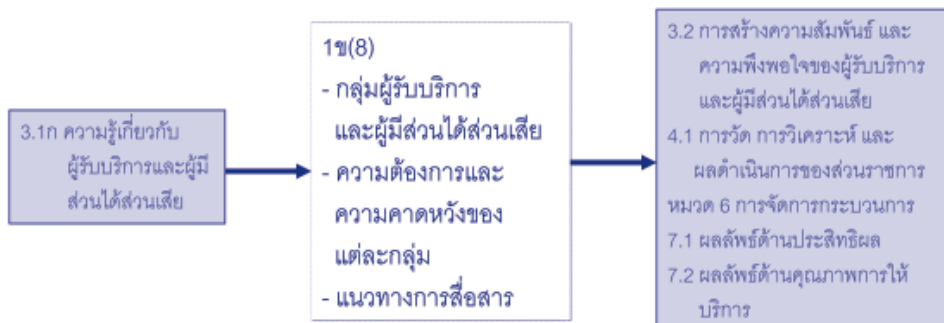 3.1ก ความรู้เกี่ยวกับ
ผู้รับบริการและผู้มี
ส่วนได้ส่วนเสีย
1ข(8)
- กลุ่มผู้รับบริการ
และผู้มีส่วนได้ส่วนเสีย
- ความต้องการและ
ความคาดหวังของ
แต่ละกลุ่ม
- แนวทางการสื่อสาร
3.2 การสร้างความสัมพันธ์ และ
ความพึงพอใจของผู้รับบริการ
และผู้มีส่วนได้ส่วนเสีย
4.1 การวัด การวิเคราะห์ และ
ผลดำเนินการของส่วนราชการ
หมวด 6 การจัดการกระบวนการ
7.1 ผลลัพธ์ด้านประสิทธิผล
7.2 ผลลัพธ์ด้านคุณภาพการให้
บริการ